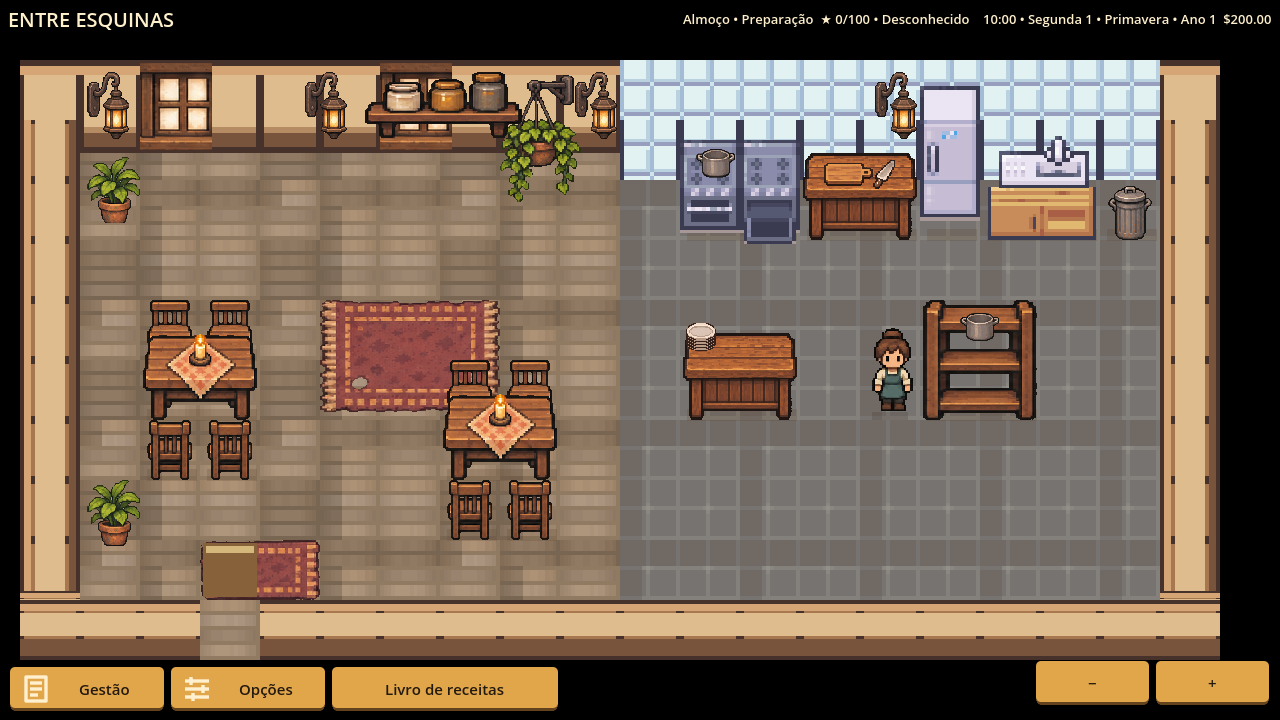 ENTRE ESQUINAS
Almoço • Preparação ★ 0/100 • Desconhecido 10:00 • Segunda 1 • Primavera • Ano 1 $200.00
Gestão
Opções
Livro de receitas
−
+